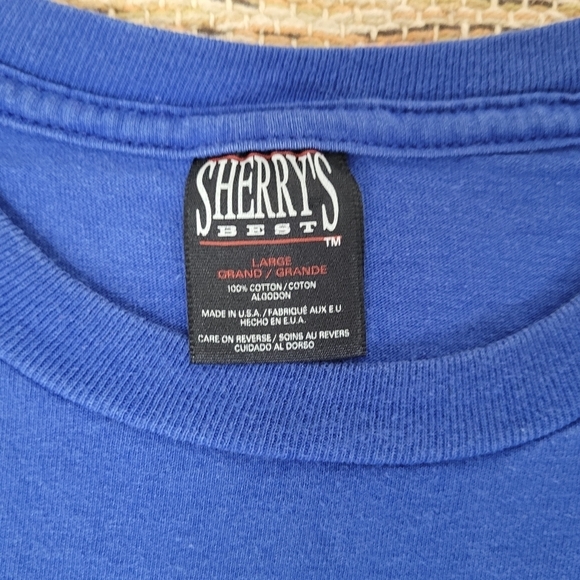 SHERRY'S
BEST
TM
LARGE
GRAND / GRANDE
100% COTTON / COTON
ALGODON
MADE IN U.S.A. / FABRIQUÉ AUX E U
HECHO EN E.U.A.
CARE ON REVERSE / SOINS AU REVERS
CUIDADO AL DORSO